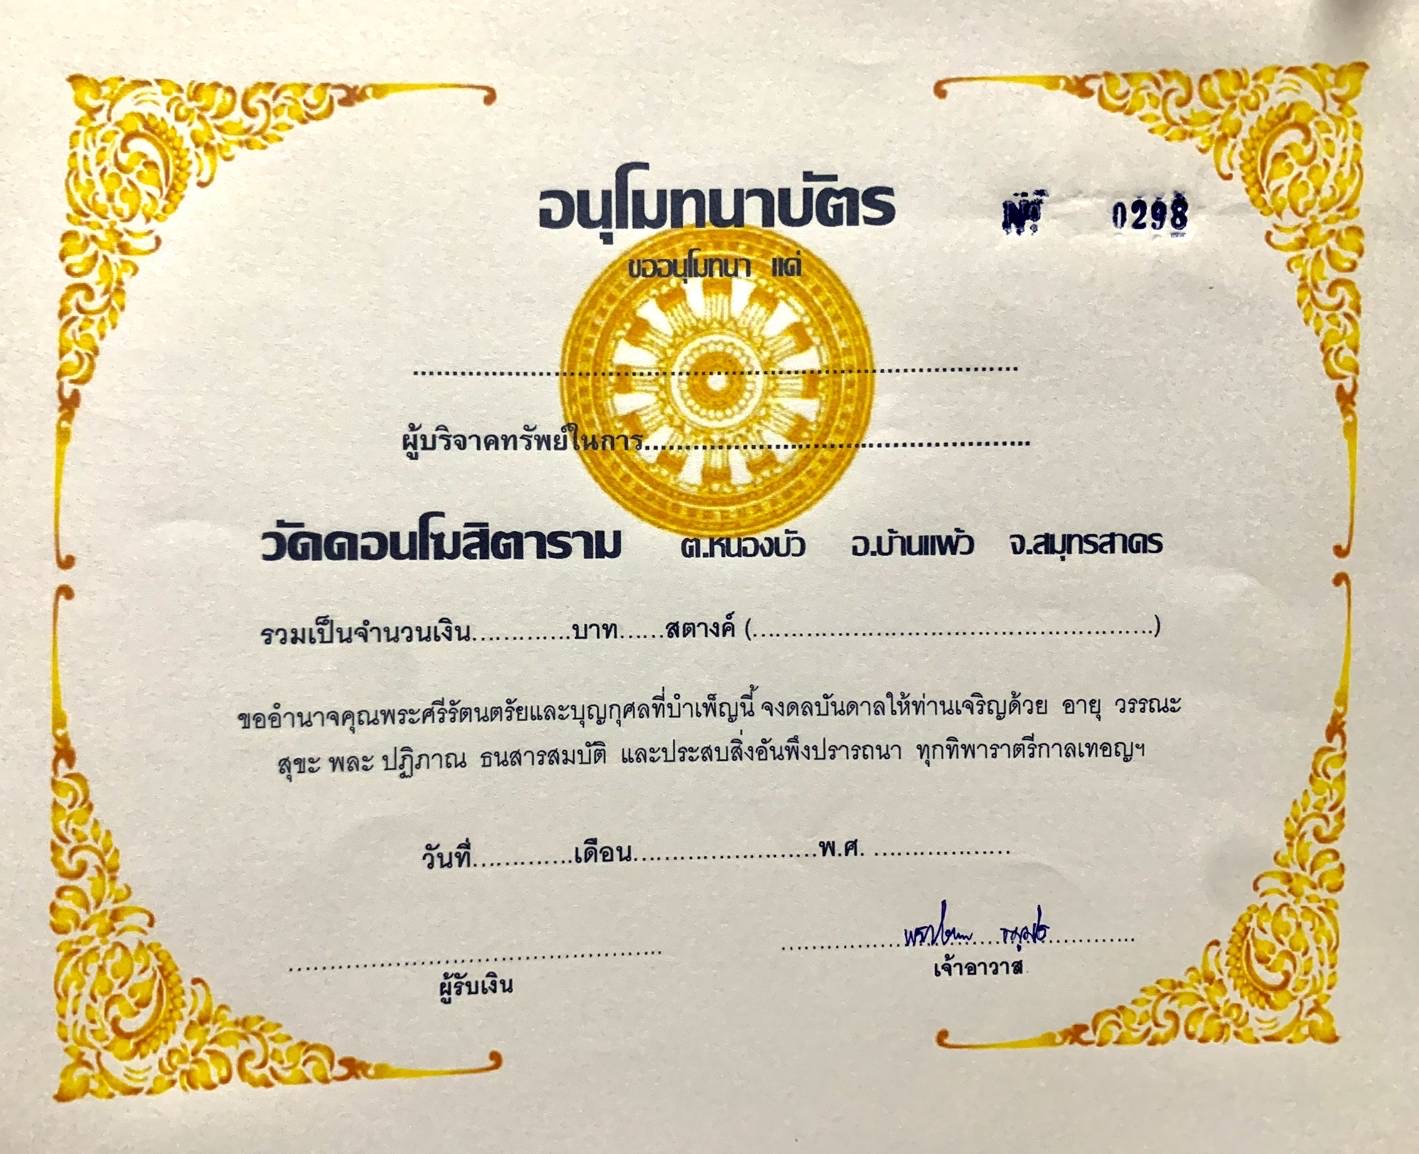 อนุโมทนาบัตร
0298
ขออนุโมทนา แด่
........................................................................................
ผู้บริจาคทรัพย์ในการ.....................................................
วัดดอนโฆสิตาราม ต.หนองบัว อ.บ้านแพ้ว จ.สมุทรสาคร
รวมเป็นจำนวนเงิน.............บาท......สตางค์ (.....................................................)
ขออำนาจคุณพระศรีรัตนตรัยและบุญกุศลที่บำเพ็ญนี้ จงดลบันดาลให้ท่านเจริญด้วย อายุ วรรณะ
สุขะ พละ ปฏิภาณ ธนสารสมบัติ และประสบสิ่งอันพึงปรารถนา ทุกทิพาราตรีกาลเทอญฯ
วันที่.............เดือน........................พ.ศ. ..................
ผู้รับเงิน
เจ้าอาวาส